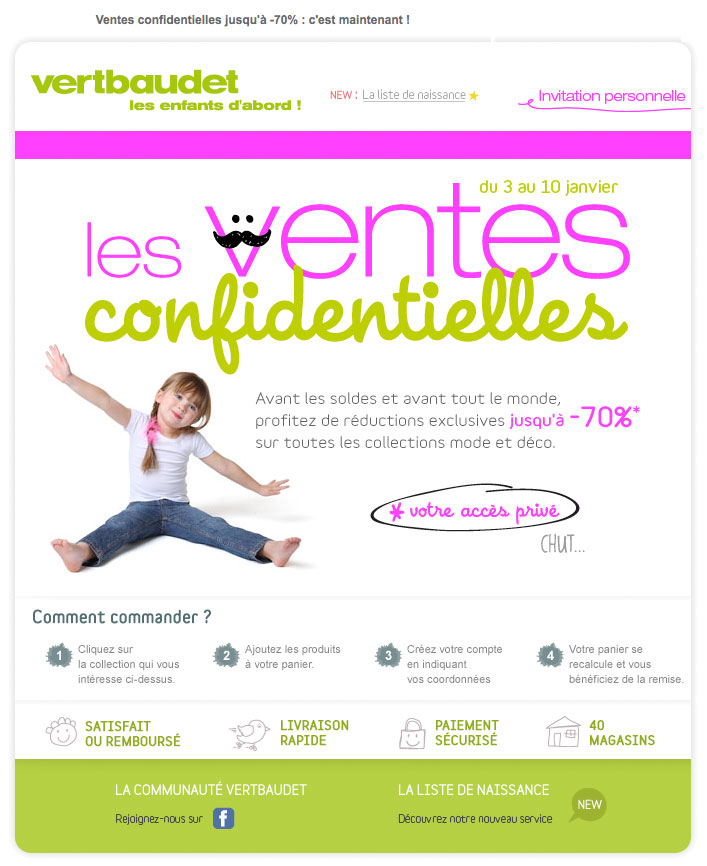 Ventes confidentielles jusqu'à -70% : c'est maintenant !
vertbaudet
les enfants d'abord !
NEW : La liste de naissance
Invitation personnelle
du 3 au 10 janvier
les ventes
confidentielles
Avant les soldes et avant tout le monde,
profitez de réductions exclusives jusqu'à -70%*
sur toutes les collections mode et déco.
* votre accès privé
CHUT...
Comment commander ?
1 Cliquez sur
la collection qui vous
intéresse ci-dessus.
2 Ajoutez les produits
à votre panier.
3 Créez votre compte
en indiquant
vos coordonnées
4 Votre panier se
recalcule et vous
bénéficiez de la remise.
SATISFAIT
OU REMBOURSÉ
LIVRAISON
RAPIDE
PAIEMENT
SÉCURISÉ
40
MAGASINS
LA COMMUNAUTÉ VERTBAUDET
Rejoignez-nous sur f
LA LISTE DE NAISSANCE
Découvrez notre nouveau service
NEW